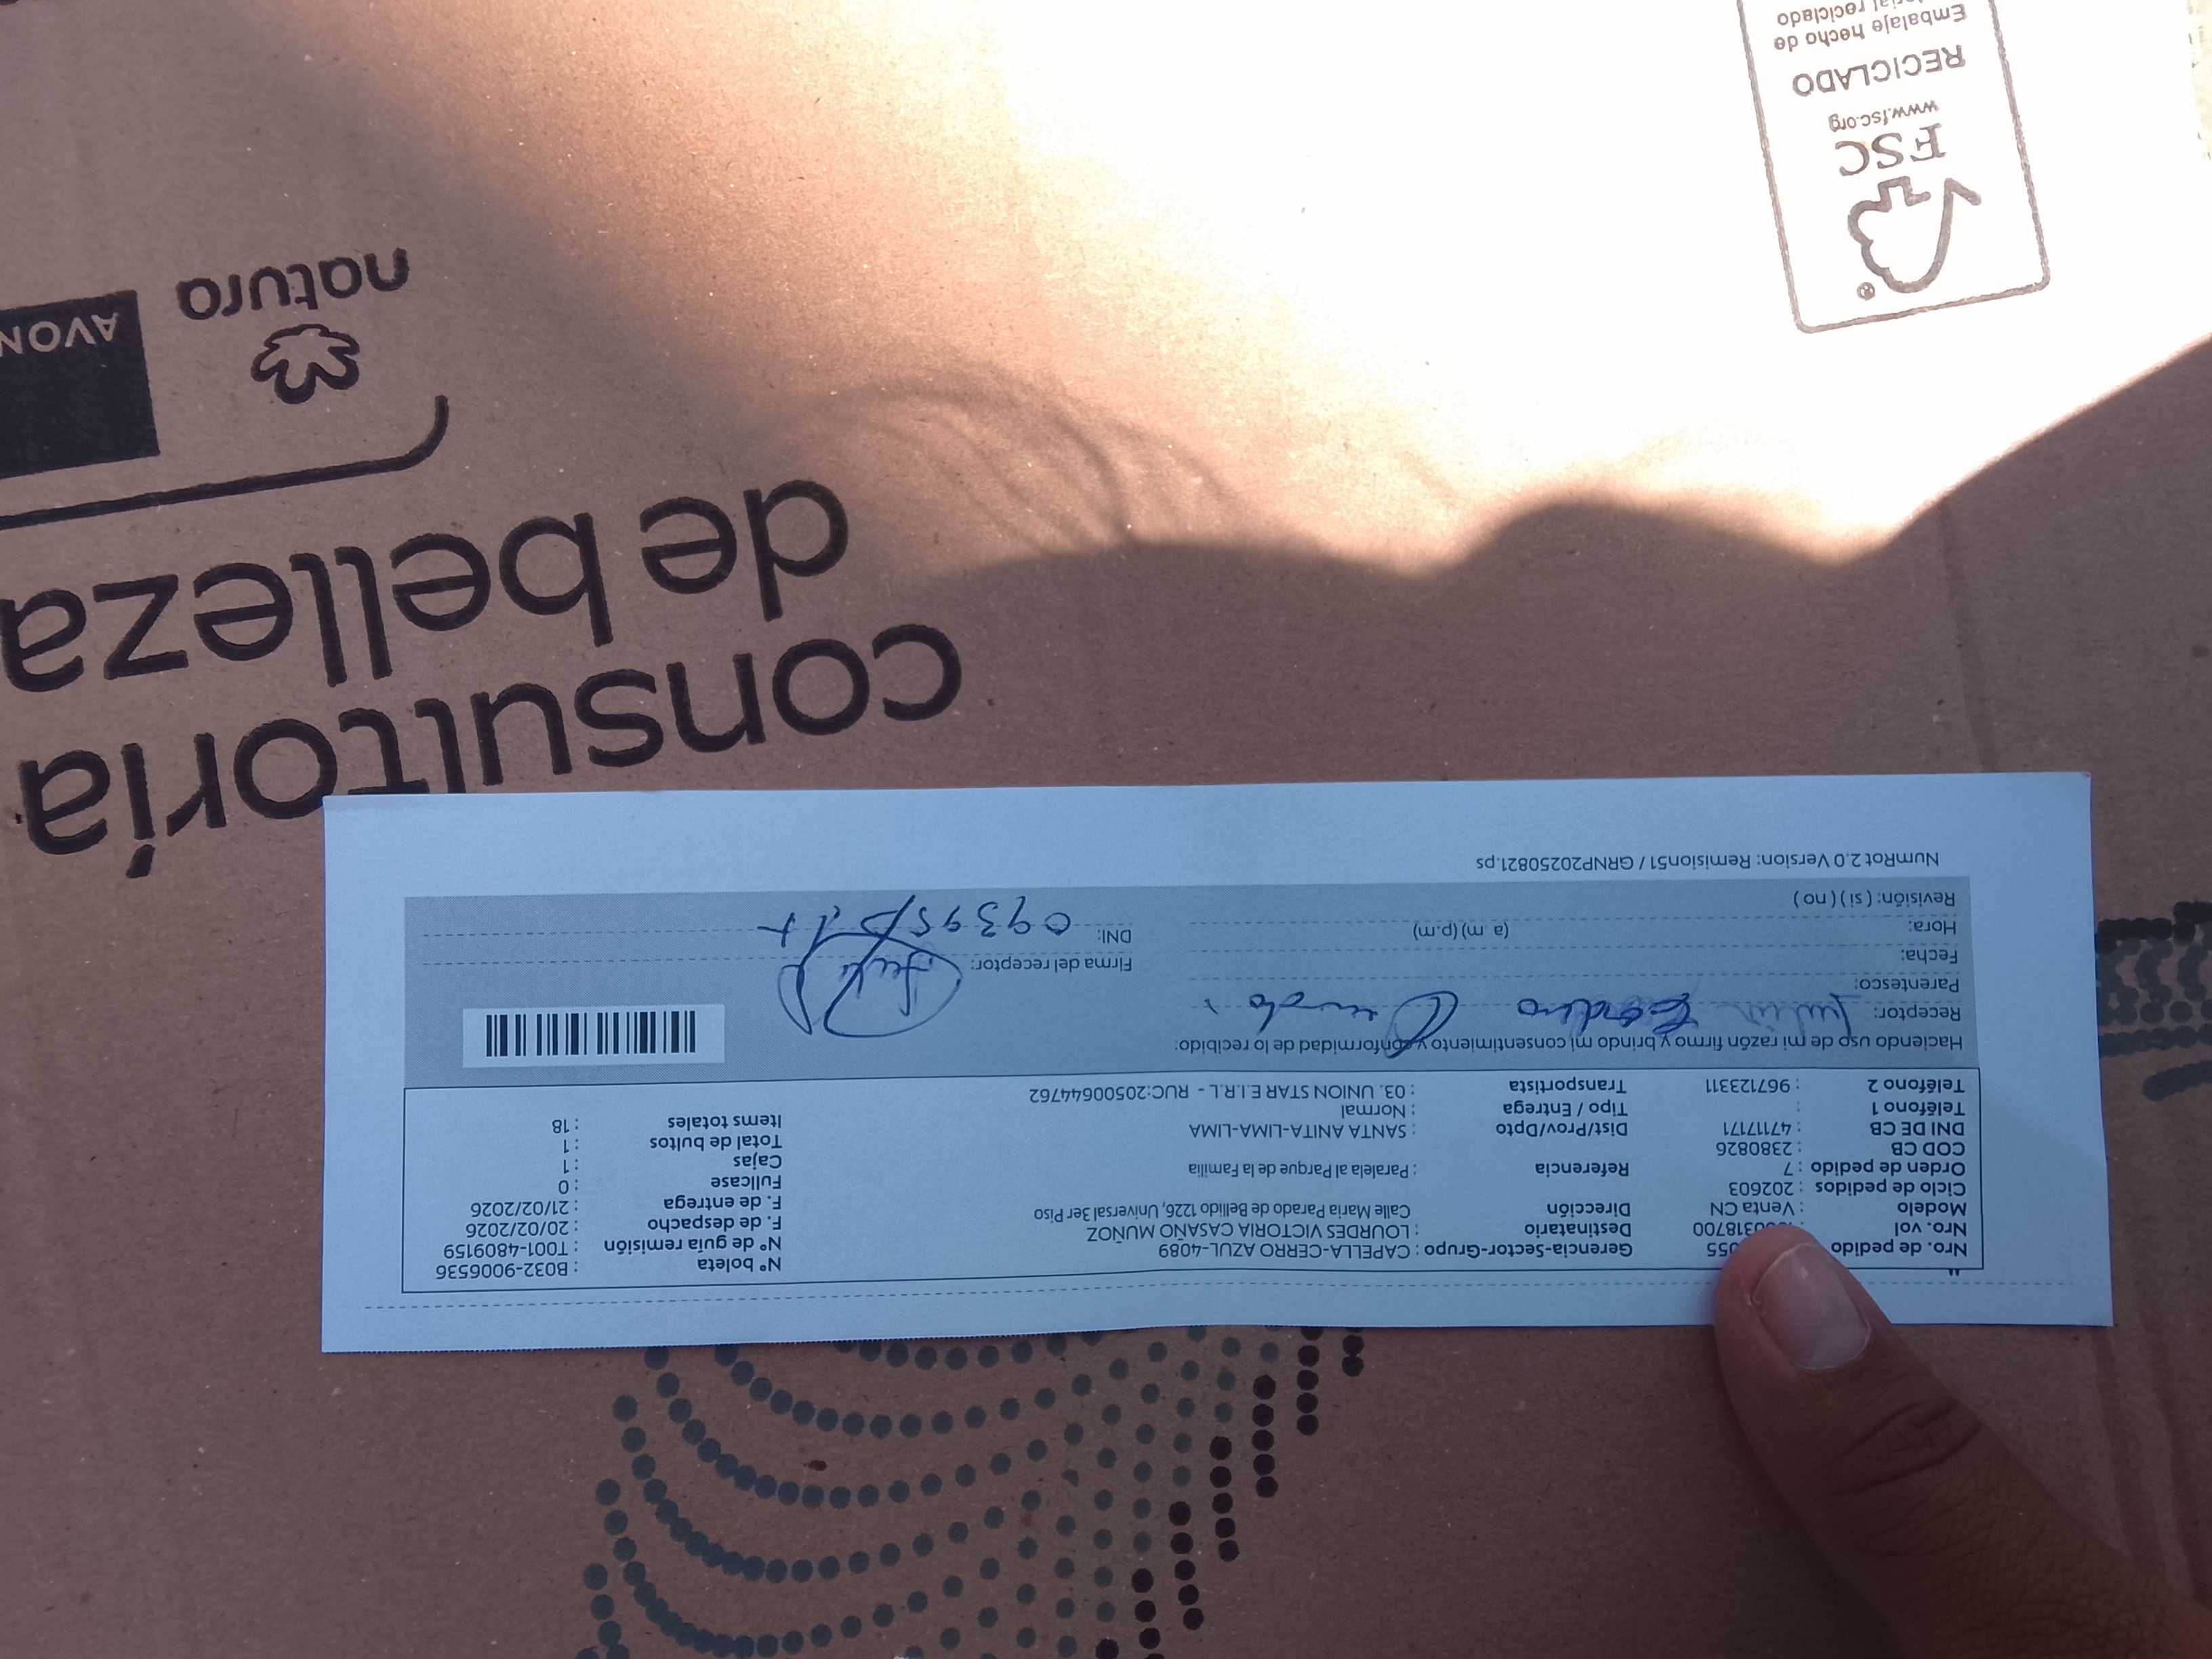 consultoría
de belleza
natura
AVON
FSC
www.fsc.org
RECICLADO
Embalaje hecho de
reciclado
Nro. de pedido
Nro. vol
Modelo : Venta CN
Ciclo de pedidos : 202603
Orden de pedido : 7
COD CB : 2380826
DNI DE CB : 47117171
Teléfono 1 :
Teléfono 2 : 967123311
Gerencia-Sector-Grupo : CAPELLA-CERRO AZUL-4089
Destinatario : LOURDES VICTORIA CASAÑO MUÑOZ
Dirección Calle Maria Parado de Bellido 1226, Universal 3er Piso
Referencia : Paralela al Parque de la Familia
Dist/Prov/Dpto : SANTA ANITA-LIMA-LIMA
Tipo / Entrega : Normal
Transportista : 03. UNION STAR E.I.R.L - RUC:20500644762
N° boleta : B032-9006536
N° de guía remisión : T001-4809159
F. de despacho : 20/02/2026
F. de entrega : 21/02/2026
Fullcase : 0
Cajas : 1
Total de bultos : 1
Items totales : 18
Haciendo uso de mi razón firmo y brindo mi consentimiento y conformidad de lo recibido:
Receptor:
Parentesco:
Fecha:
Hora: (a. m) (p.m)
Revisión: ( si ) ( no )
Firma del receptor:
DNI:
NumRot 2.0 Version: Remision51 / GRNP20250821.ps